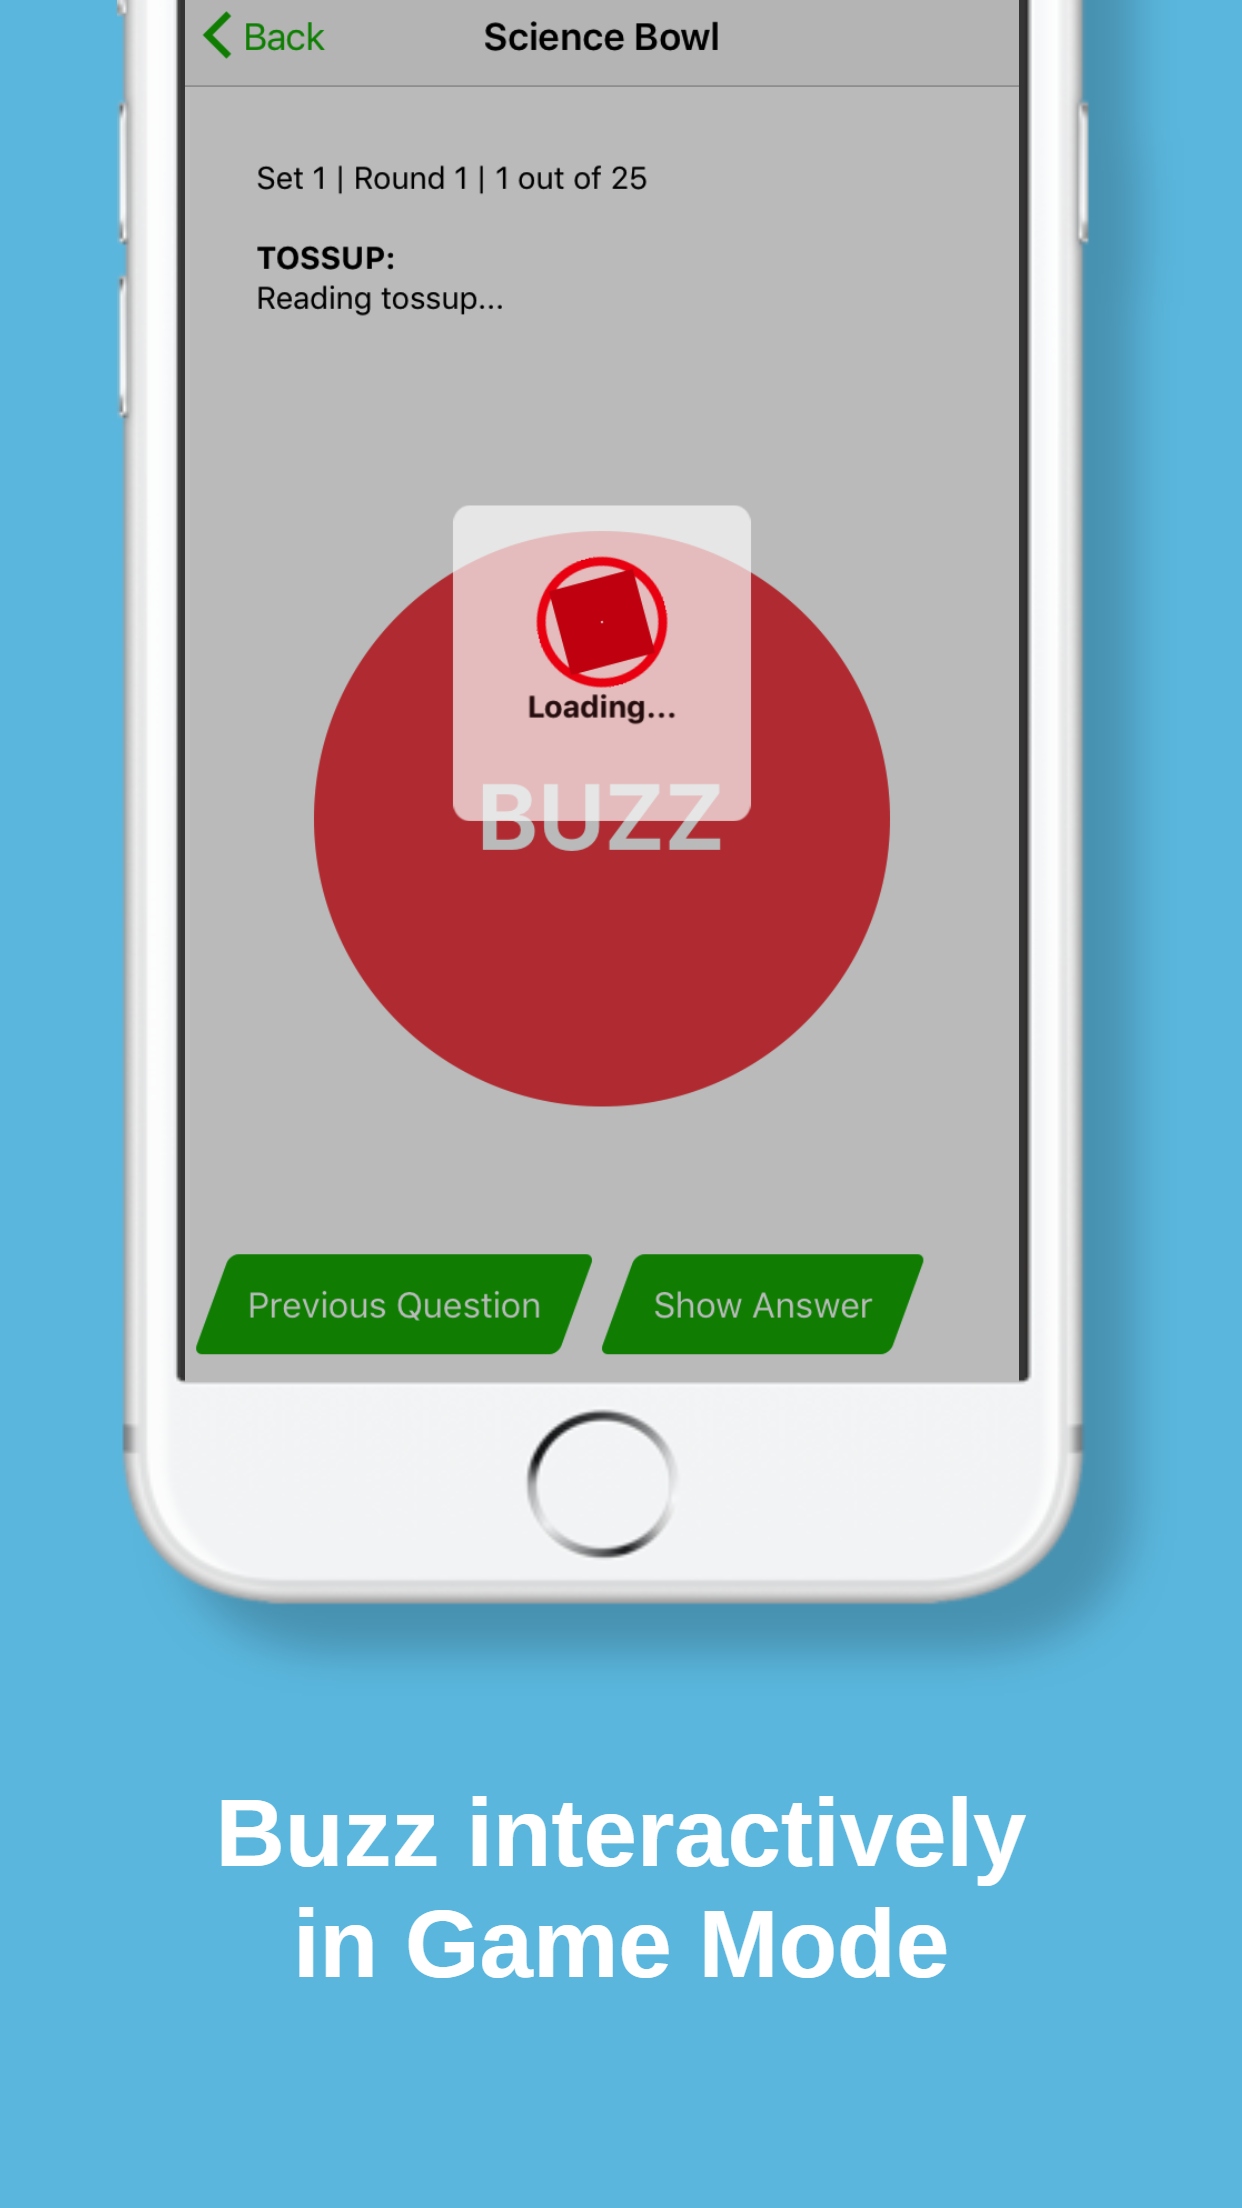 Back
Science Bowl
Set 1 | Round 1 | 1 out of 25
TOSSUP:
Reading tossup...
Loading...
BUZZ
Previous Question
Show Answer
Buzz interactively
in Game Mode